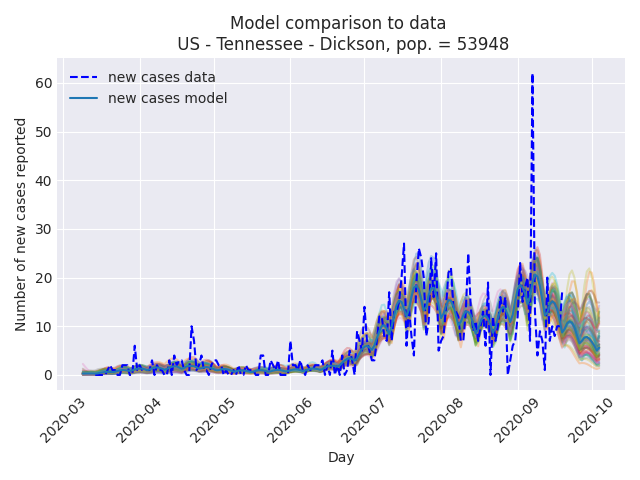 Model comparison to data
US - Tennessee - Dickson, pop. = 53948
new cases data
new cases model
Number of new cases reported
60
50
40
30
20
10
0
2020-03
2020-04
2020-05
2020-06
2020-07
2020-08
2020-09
2020-10
Day